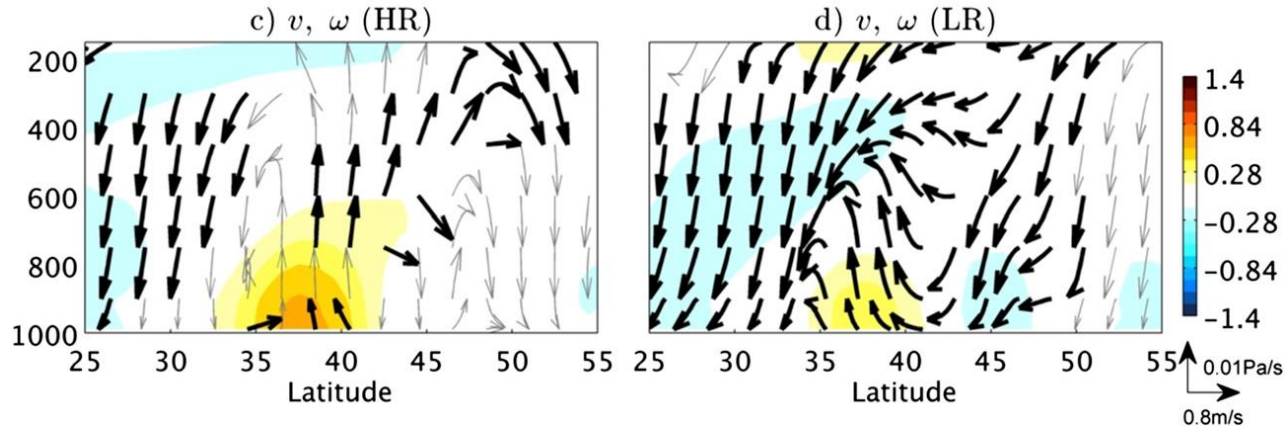 c) v, ω (HR)
d) v, ω (LR)
200
400
600
800
1000
25 30 35 40 45 50 55
25 30 35 40 45 50 55
Latitude
Latitude
1.4
0.84
0.28
−0.28
−0.84
−1.4
0.01Pa/s
0.8m/s